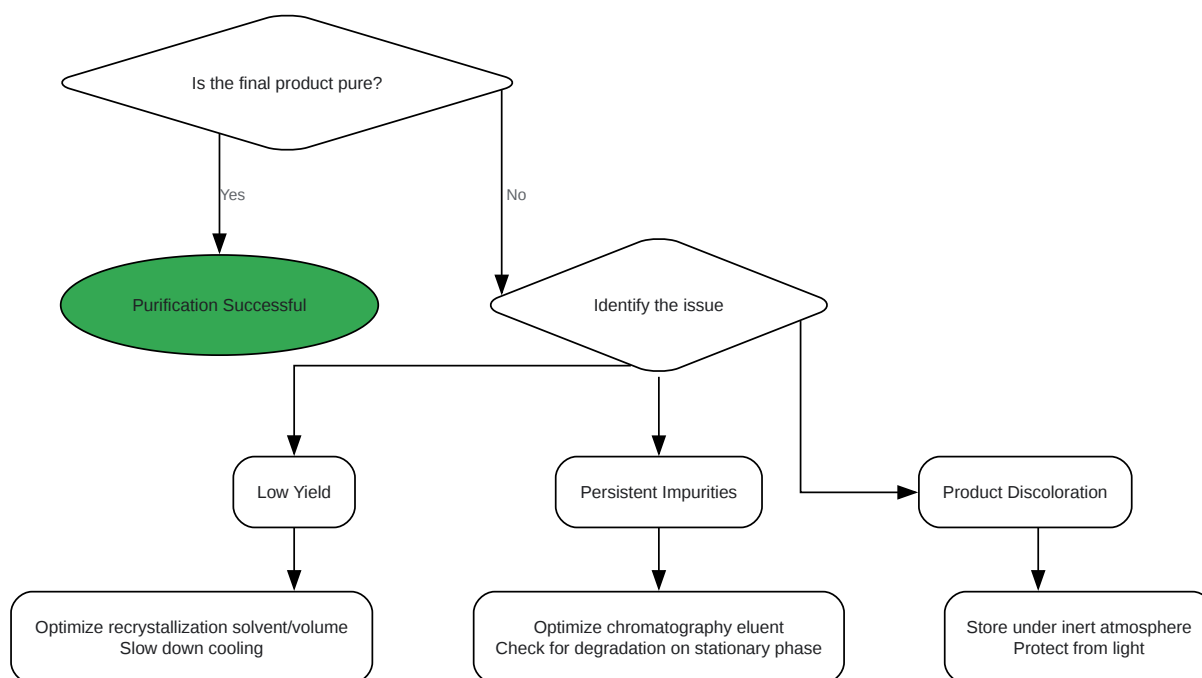 Is the final product pure?
Yes
No
Purification Successful
Identify the issue
Low Yield
Persistent Impurities
Product Discoloration
Optimize recrystallization solvent/volume
Slow down cooling
Optimize chromatography eluent
Check for degradation on stationary phase
Store under inert atmosphere
Protect from light